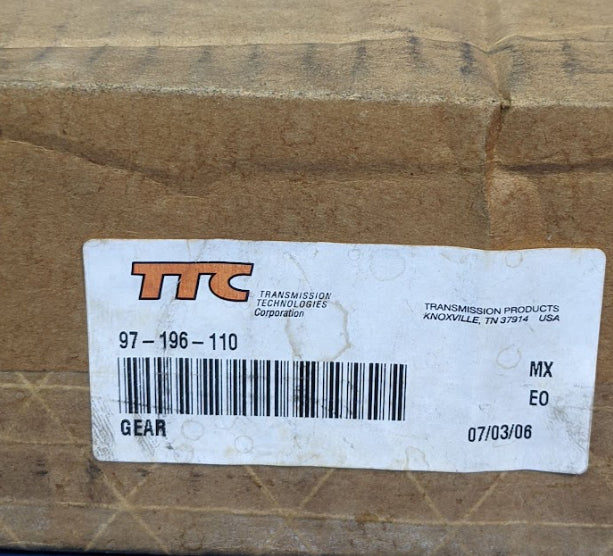 TTC
TRANSMISSION
TECHNOLOGIES
Corporation
TRANSMISSION PRODUCTS
KNOXVILLE, TN 37914 USA
97-196-110
MX
EO
GEAR
07/03/06